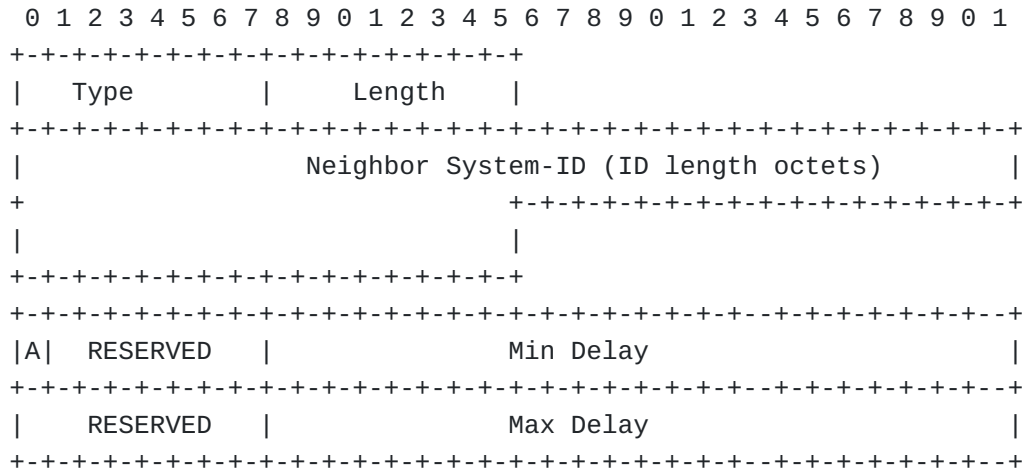 0 1 2 3 4 5 6 7 8 9 0 1 2 3 4 5 6 7 8 9 0 1 2 3 4 5 6 7 8 9 0 1
+-+-+-+-+-+-+-+-+-+-+-+-+-+-+-+-+
|   Type        |     Length    |
+-+-+-+-+-+-+-+-+-+-+-+-+-+-+-+-+-+-+-+-+-+-+-+-+-+-+-+-+-+-+-+-+
|                  Neighbor System-ID (ID length octets)        |
+                               +-+-+-+-+-+-+-+-+-+-+-+-+-+-+-+-+
|                               |
+-+-+-+-+-+-+-+-+-+-+-+-+-+-+-+-+
+-+-+-+-+-+-+-+-+-+-+-+-+-+-+-+-+-+-+-+-+-+-+-+--+-+-+-+-+-+-+--+
|A|  RESERVED   |               Min Delay                       |
+-+-+-+-+-+-+-+-+-+-+-+-+-+-+-+-+-+-+-+-+-+-+-+--+-+-+-+-+-+-+--+
|    RESERVED   |               Max Delay                       |
+-+-+-+-+-+-+-+-+-+-+-+-+-+-+-+-+-+-+-+-+-+-+-+--+-+-+-+-+-+-+--+